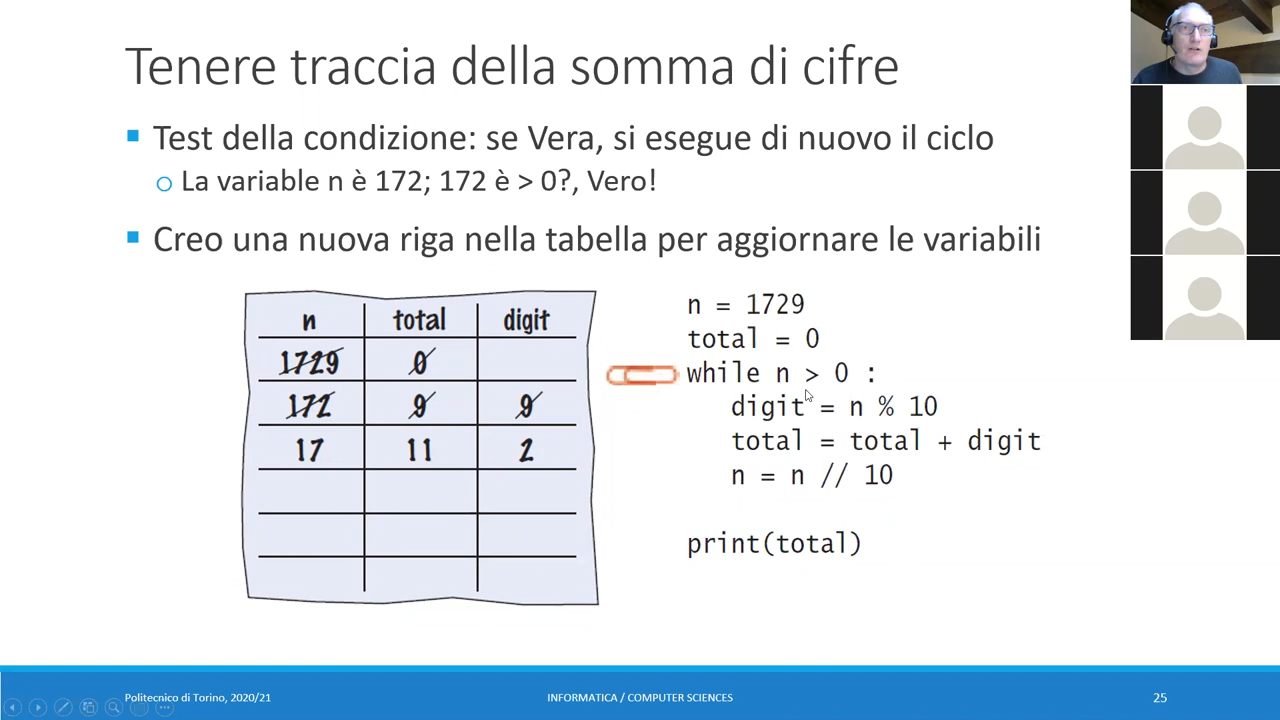 Tenere traccia della somma di cifre
Test della condizione: se Vera, si esegue di nuovo il ciclo
La variable n è 172; 172 è > 0?, Vero!
Creo una nuova riga nella tabella per aggiornare le variabili
n total digit
1729 0
172 9 9
17 11 2
n = 1729
total = 0
while n > 0 :
digit = n % 10
total = total + digit
n = n // 10
print(total)
Politecnico di Torino, 2020/21
INFORMATICA / COMPUTER SCIENCES
25